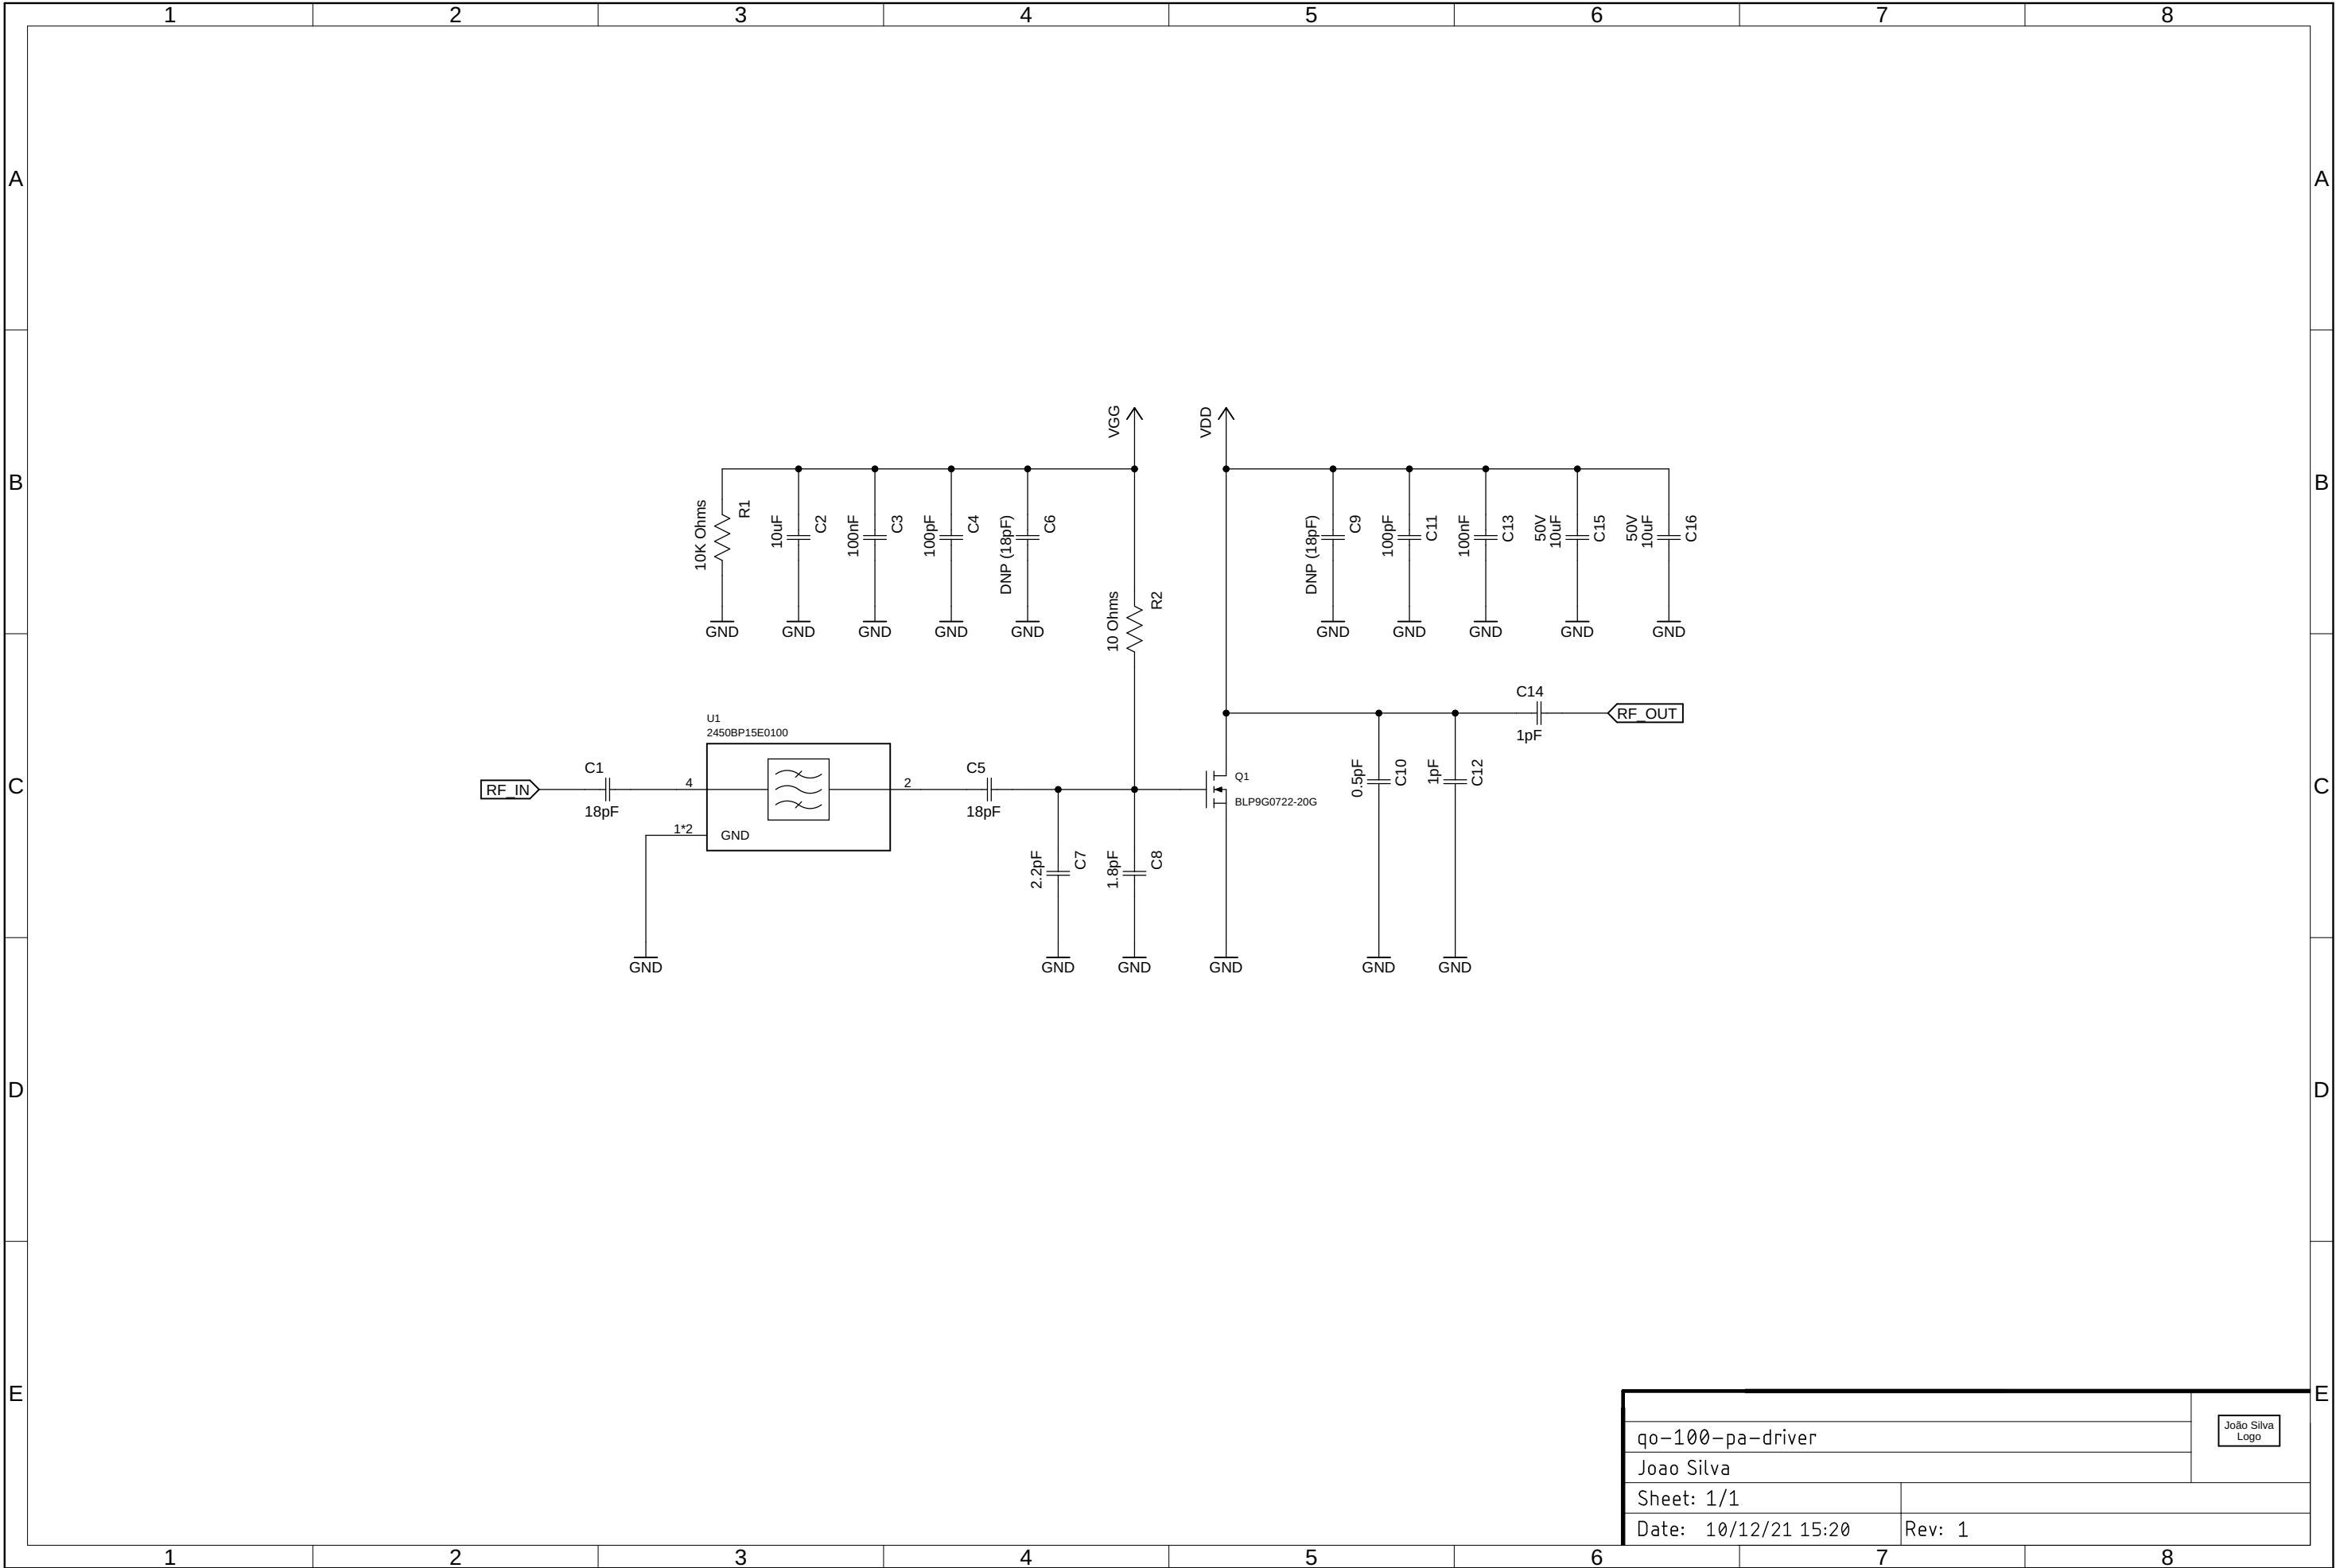 1 2 3 4 5 6 7 8
A A
VGG
VDD
B B
10K Ohms R1
10uF C2
100nF C3
100pF C4
DNP (18pF) C6
10 Ohms R2
DNP (18pF) C9
100pF C11
100nF C13
50V
10uF C15
50V
10uF C16
GND GND GND GND GND GND GND GND GND GND
U1
2450BP15E0100
C14
RF_OUT
1pF
C C
RF_IN
C1
18pF
4
2
1*2
GND
C5
18pF
2.2pF C7
1.8pF C8
Q1
BLP9G0722-20G
0.5pF C10
1pF C12
GND GND GND GND GND GND
D D
E E
qo-100-pa-driver
João Silva
Logo
Joao Silva
Sheet: 1/1
Date: 10/12/21 15:20 Rev: 1
1 2 3 4 5 6 7 8